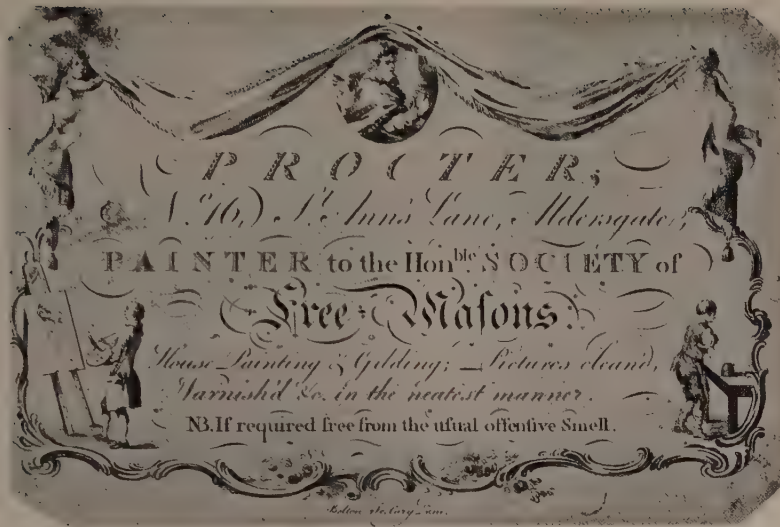 PROCTER,
No. 16, St. Ann's Lane, Aldersgate,
PAINTER to the Honble. SOCIETY of
Free=Maſons.
House Painting & Gilding; — Pictures cleand,
Varnish'd &c. in the neatest manner.
NB. If required free from the uſual offenſive Smell.